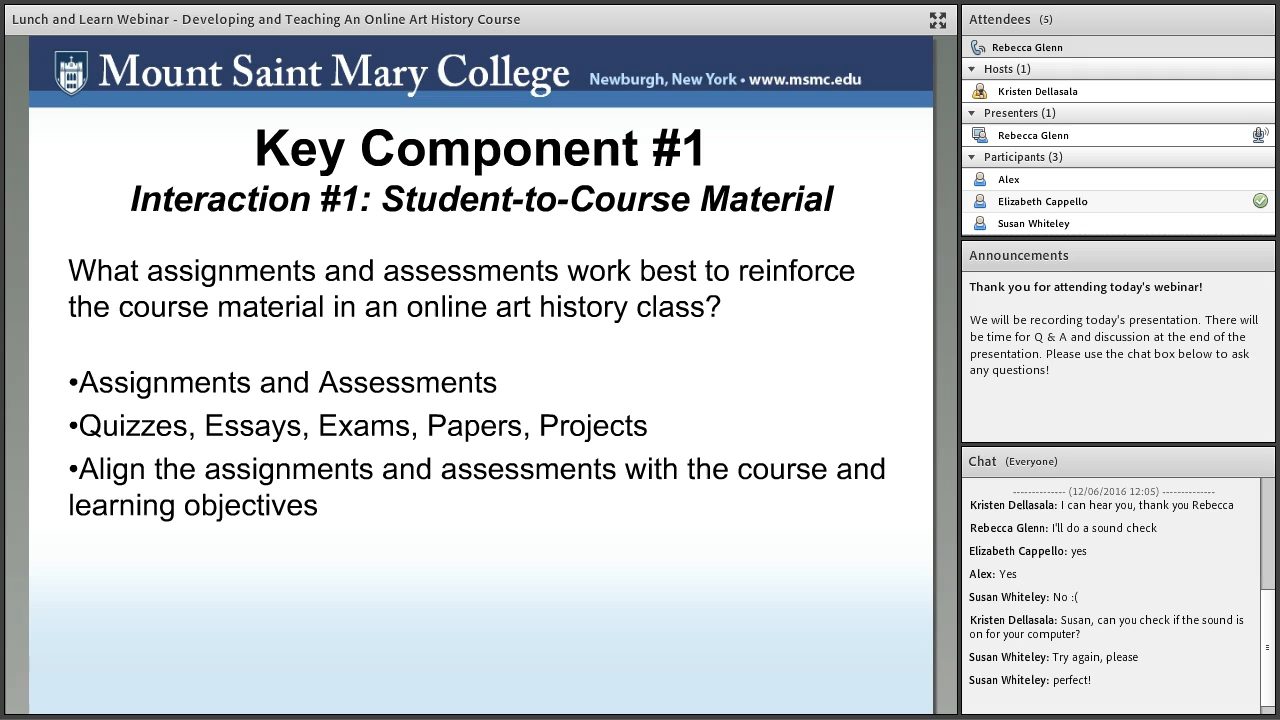 Lunch and Learn Webinar - Developing and Teaching An Online Art History Course
Mount Saint Mary College Newburgh, New York • www.msmc.edu
Key Component #1
Interaction #1: Student-to-Course Material
What assignments and assessments work best to reinforce
the course material in an online art history class?
•Assignments and Assessments
•Quizzes, Essays, Exams, Papers, Projects
•Align the assignments and assessments with the course and
learning objectives
Attendees (5)
Rebecca Glenn
Hosts (1)
Kristen Dellasala
Presenters (1)
Rebecca Glenn
Participants (3)
Alex
Elizabeth Cappello
Susan Whiteley
Announcements
Thank you for attending today's webinar!
We will be recording today's presentation. There will
be time for Q & A and discussion at the end of the
presentation. Please use the chat box below to ask
any questions!
Chat (Everyone)
-------------- (12/06/2016 12:05) --------------
Kristen Dellasala: I can hear you, thank you Rebecca
Rebecca Glenn: I'll do a sound check
Elizabeth Cappello: yes
Alex: Yes
Susan Whiteley: No :(
Kristen Dellasala: Susan, can you check if the sound is
on for your computer?
Susan Whiteley: Try again, please
Susan Whiteley: perfect!